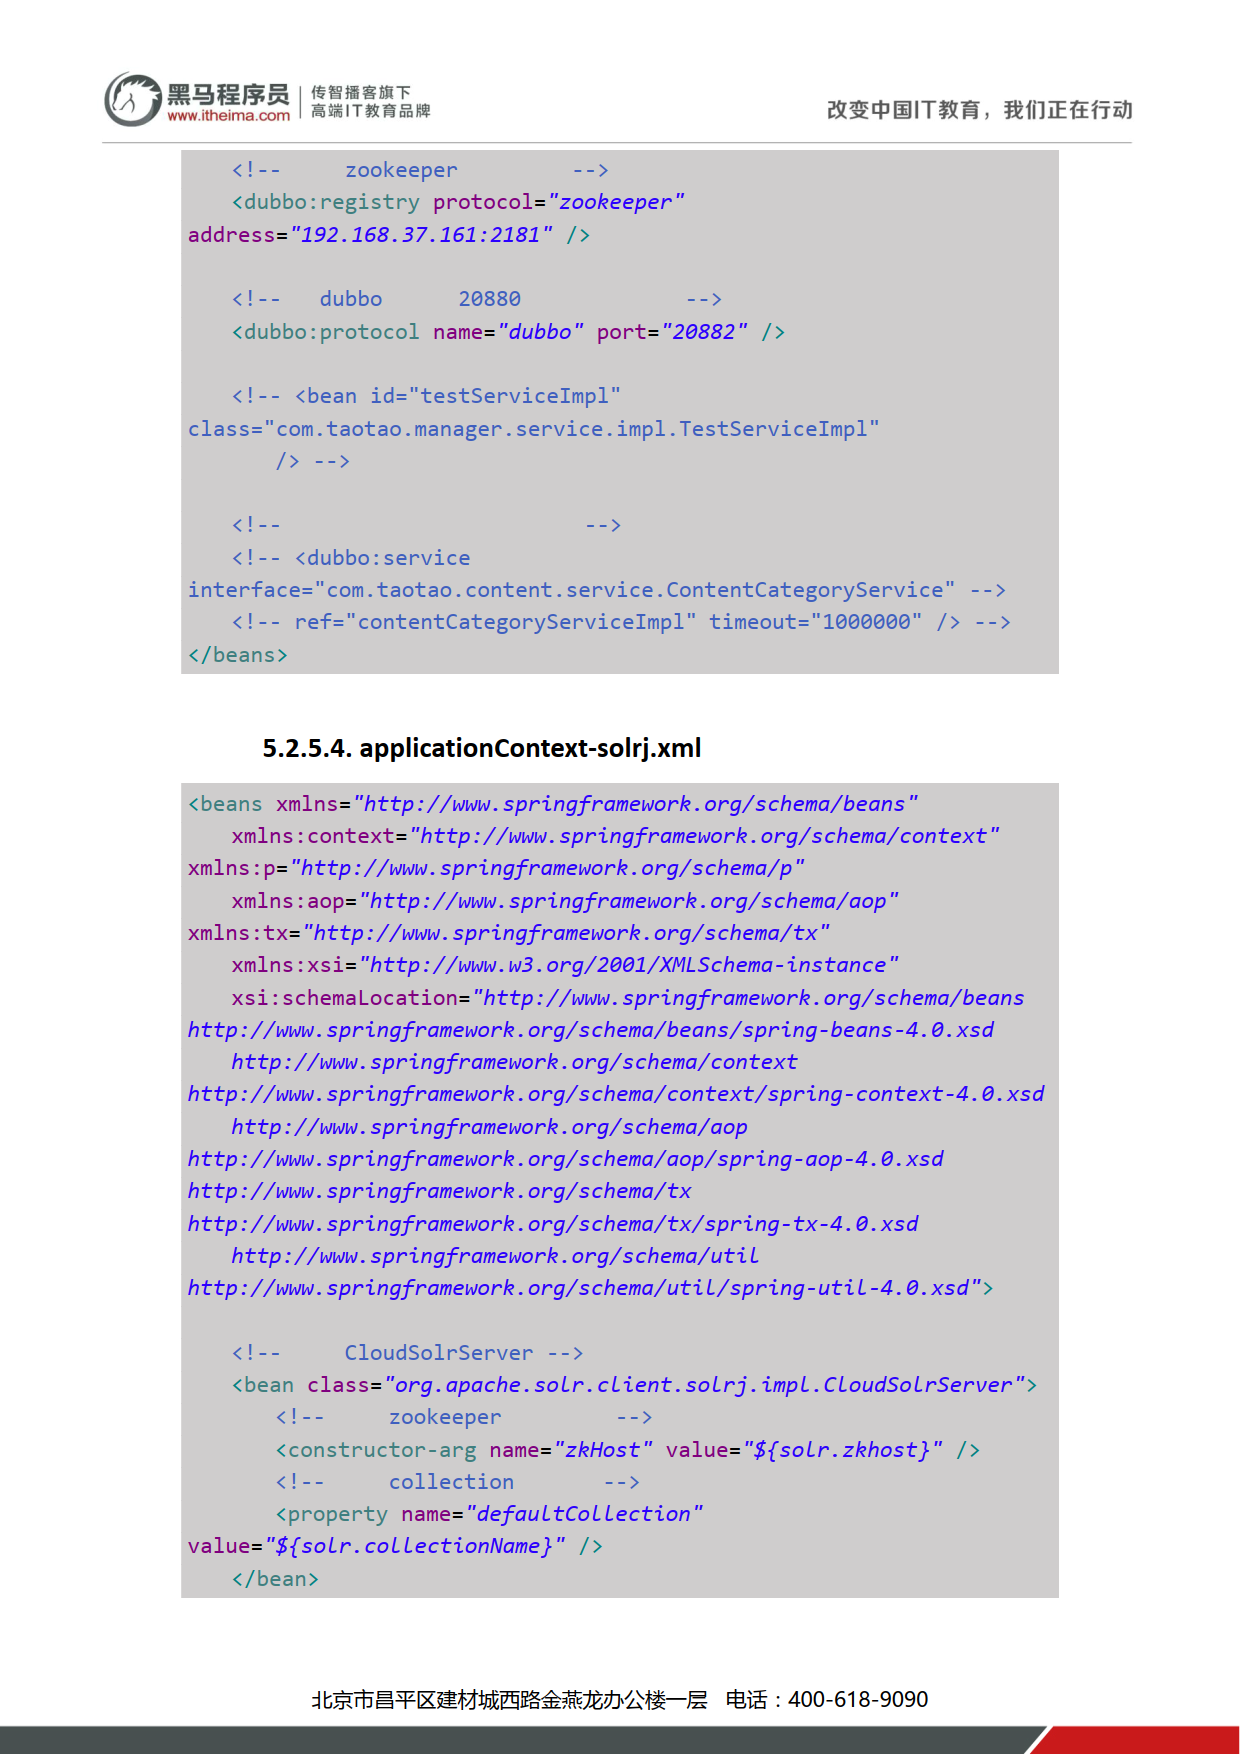 黑马程序员
www.itheima.com
传智播客旗下
高端IT教育品牌
改变中国IT教育，我们正在行动
<!-- zookeeper -->
<dubbo:registry protocol="zookeeper"
address="192.168.37.161:2181" />
<!-- dubbo 20880 -->
<dubbo:protocol name="dubbo" port="20882" />
<!-- <bean id="testServiceImpl"
class="com.taotao.manager.service.impl.TestServiceImpl"
/> -->
<!-- -->
<!-- <dubbo:service
interface="com.taotao.content.service.ContentCategoryService" -->
<!-- ref="contentCategoryServiceImpl" timeout="1000000" /> -->
</beans>
5.2.5.4. applicationContext-solrj.xml
<beans xmlns="http://www.springframework.org/schema/beans"
xmlns:context="http://www.springframework.org/schema/context"
xmlns:p="http://www.springframework.org/schema/p"
xmlns:aop="http://www.springframework.org/schema/aop"
xmlns:tx="http://www.springframework.org/schema/tx"
xmlns:xsi="http://www.w3.org/2001/XMLSchema-instance"
xsi:schemaLocation="http://www.springframework.org/schema/beans
http://www.springframework.org/schema/beans/spring-beans-4.0.xsd
http://www.springframework.org/schema/context
http://www.springframework.org/schema/context/spring-context-4.0.xsd
http://www.springframework.org/schema/aop
http://www.springframework.org/schema/aop/spring-aop-4.0.xsd
http://www.springframework.org/schema/tx
http://www.springframework.org/schema/tx/spring-tx-4.0.xsd
http://www.springframework.org/schema/util
http://www.springframework.org/schema/util/spring-util-4.0.xsd">
<!-- CloudSolrServer -->
<bean class="org.apache.solr.client.solrj.impl.CloudSolrServer">
<!-- zookeeper -->
<constructor-arg name="zkHost" value="${solr.zkhost}" />
<!-- collection -->
<property name="defaultCollection"
value="${solr.collectionName}" />
</bean>
北京市昌平区建材城西路金燕龙办公楼一层 电话：400-618-9090